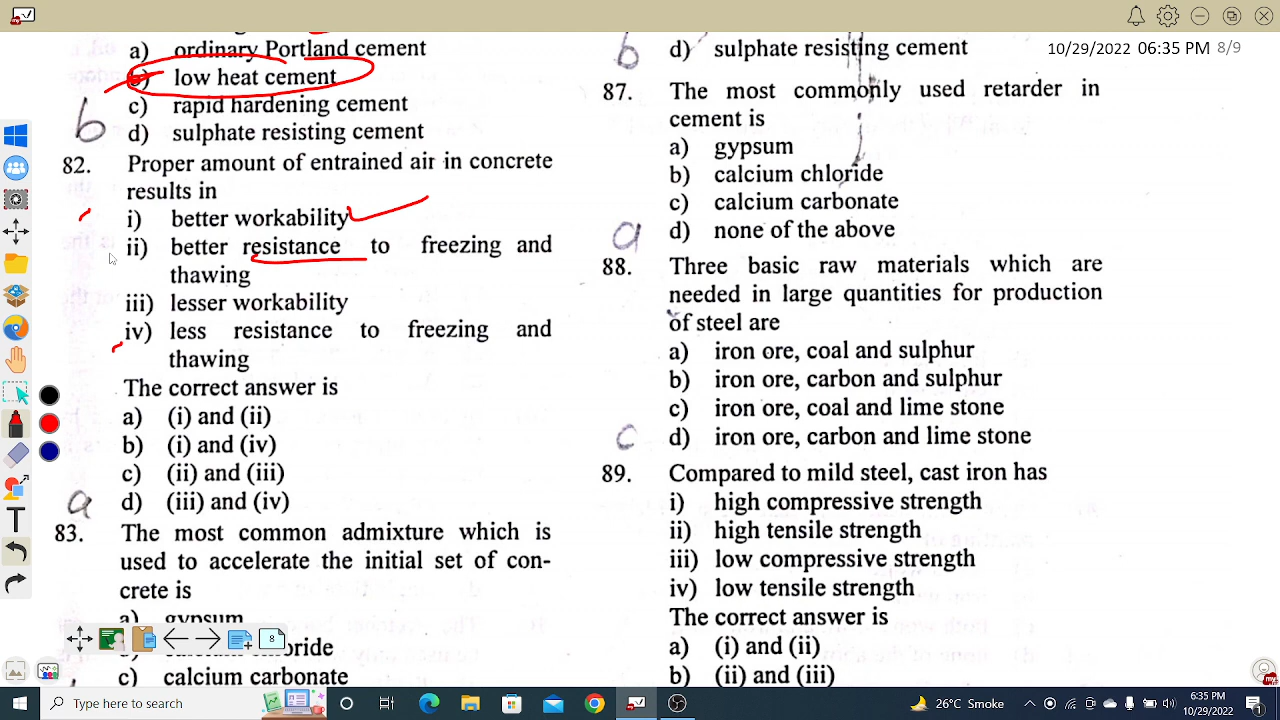 a) ordinary Portland cement
b) low heat cement
c) rapid hardening cement
b
d) sulphate resisting cement
82. Proper amount of entrained air in concrete
results in
i) better workability
ii) better resistance to freezing and
thawing
iii) lesser workability
iv) less resistance to freezing and
thawing
The correct answer is
a) (i) and (ii)
b) (i) and (iv)
c) (ii) and (iii)
a
d) (iii) and (iv)
83. The most common admixture which is
used to accelerate the initial set of con-
crete is
a) gypsum
c) calcium carbonate
b
d) sulphate resisting cement
87. The most commonly used retarder in
cement is
a) gypsum
b) calcium chloride
c) calcium carbonate
a
d) none of the above
88. Three basic raw materials which are
needed in large quantities for production
of steel are
a) iron ore, coal and sulphur
b) iron ore, carbon and sulphur
c) iron ore, coal and lime stone
c
d) iron ore, carbon and lime stone
89. Compared to mild steel, cast iron has
i) high compressive strength
ii) high tensile strength
iii) low compressive strength
iv) low tensile strength
The correct answer is
a) (i) and (ii)
b) (ii) and (iii)
10/29/2022 06:35 PM 8/9
T
8
Type here to search
26°C Smoke
6:35 PM
10/29/2022